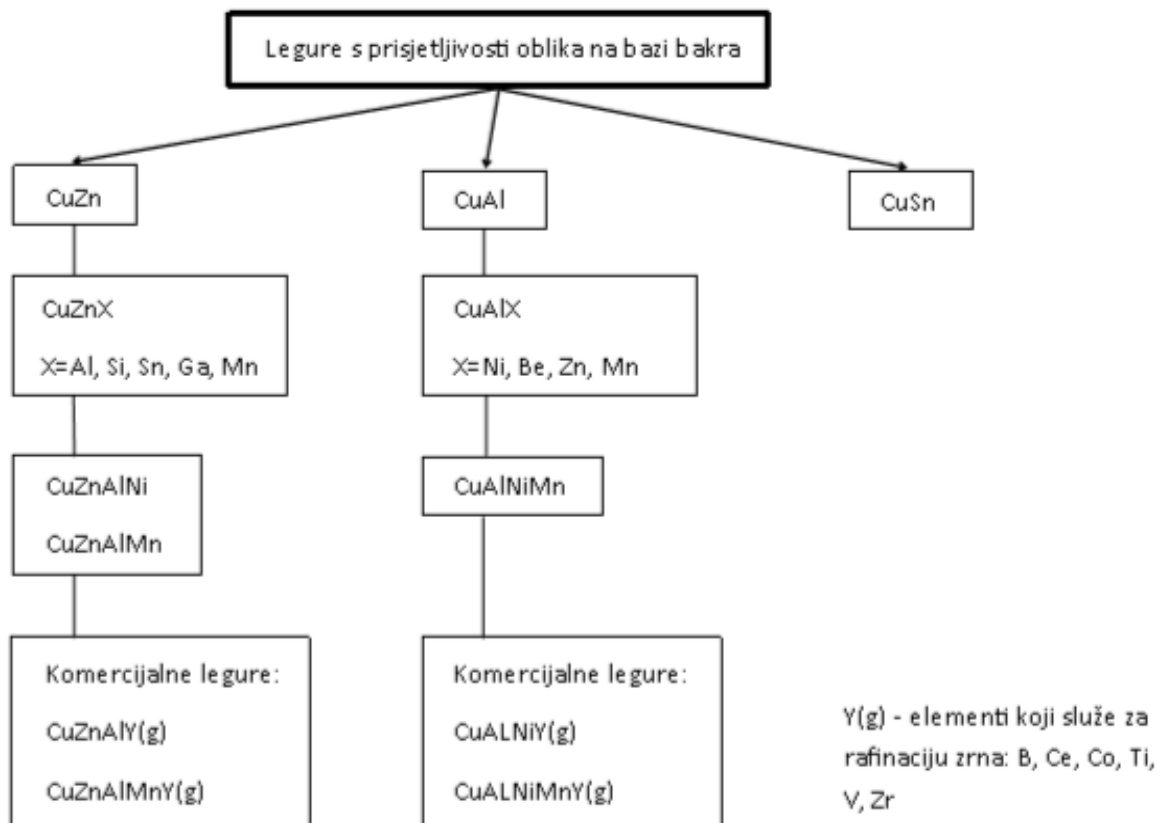 Legure s prisjetljivosti oblika na bazi bakra
CuZn
CuAl
CuSn
CuZnX
X=Al, Si, Sn, Ga, Mn
CuAlX
X=Ni, Be, Zn, Mn
CuZnAlNi
CuZnAlMn
CuAlNiMn
Komercijalne legure:
CuZnAlY(g)
CuZnAlMnY(g)
Komercijalne legure:
CuALNiY(g)
CuALNiMnY(g)
Y(g) - elementi koji služe za
rafinaciju zrna: B, Ce, Co, Ti,
V, Zr